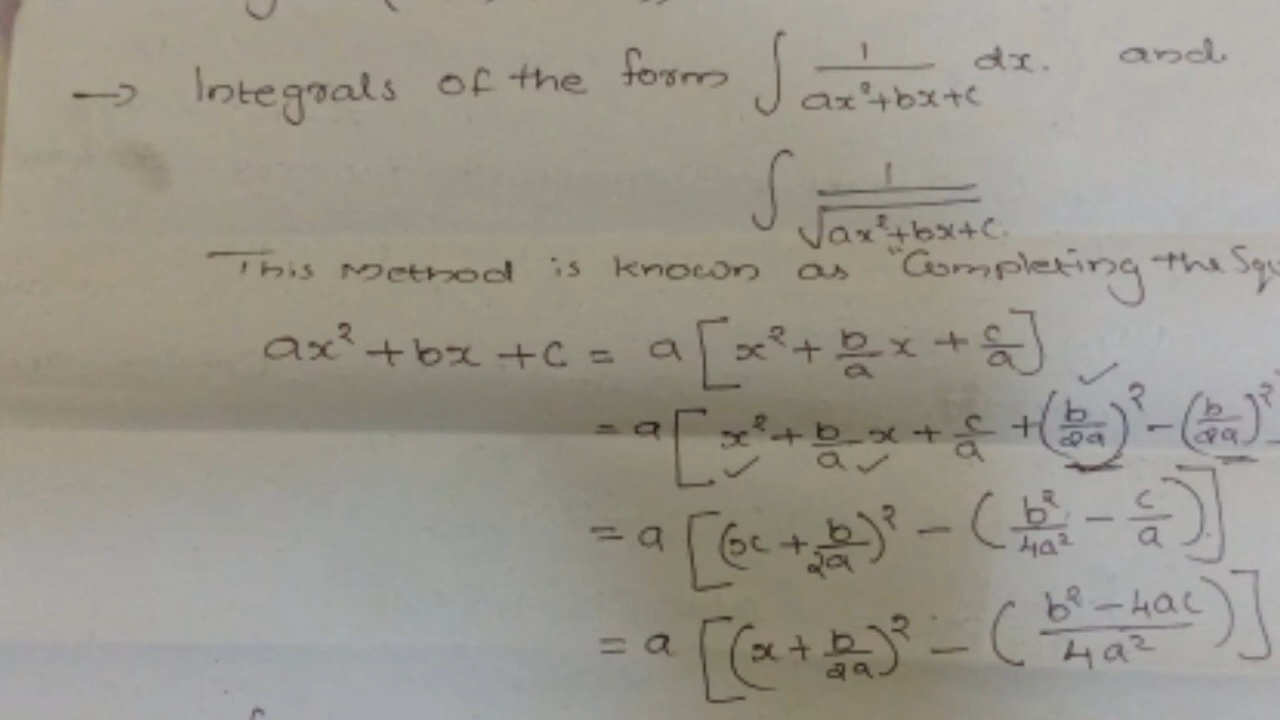 → Integrals of the form ∫ 1/(ax²+bx+c) dx. and
∫ 1/√(ax²+bx+c).
This Method is known as "Completing the
ax² + bx + c = a[x² + b/a x + c/a]
= a[x² + b/a x + c/a + (b/2a)² - (b/2a)²
= a[(x + b/2a)² - (b²/4a² - c/a)]
= a[(x + b/2a)² - ((b² - 4ac)/4a²)]